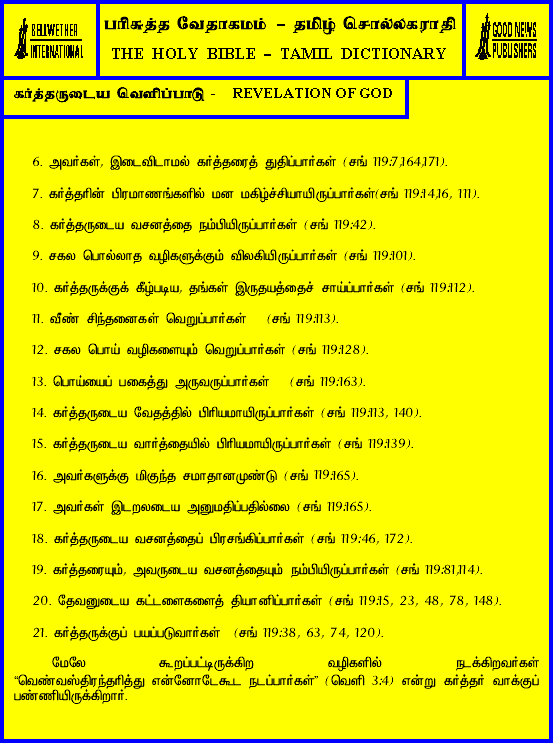 BELLWETHER
INTERNATIONAL
பரிசுத்த வேதாகமம் – தமிழ் சொல்லகராதி
THE HOLY BIBLE – TAMIL DICTIONARY
GOOD NEWS
PUBLISHERS
கர்த்தருடைய வெளிப்பாடு - REVELATION OF GOD
6. அவர்கள், இடைவிடாமல் கர்த்தரைத் துதிப்பார்கள் (சங் 119:7,164,171).
7. கர்த்தரின் பிரமாணங்களில் மன மகிழ்ச்சியாயிருப்பார்கள்(சங் 119:14,16, 111).
8. கர்த்தருடைய வசனத்தை நம்பியிருப்பார்கள் (சங் 119:42).
9. சகல பொல்லாத வழிகளுக்கும் விலகியிருப்பார்கள் (சங் 119:101).
10. கர்த்தருக்குக் கீழ்படிய, தங்கள் இருதயத்தைச் சாய்ப்பார்கள் (சங் 119:112).
11. வீண் சிந்தனைகள் வெறுப்பார்கள் (சங் 119:113).
12. சகல பொய் வழிகளையும் வெறுப்பார்கள் (சங் 119:128).
13. பொய்யைப் பகைத்து அருவருப்பார்கள் (சங் 119:163).
14. கர்த்தருடைய வேதத்தில் பிரியமாயிருப்பார்கள் (சங் 119:113, 140).
15. கர்த்தருடைய வார்த்தையில் பிரியமாயிருப்பார்கள் (சங் 119:139).
16. அவர்களுக்கு மிகுந்த சமாதானமுண்டு (சங் 119:165).
17. அவர்கள் இடறலடைய அனுமதிப்பதில்லை (சங் 119:165).
18. கர்த்தருடைய வசனத்தைப் பிரசங்கிப்பார்கள் (சங் 119:46, 172).
19. கர்த்தரையும், அவருடைய வசனத்தையும் நம்பியிருப்பார்கள் (சங் 119:81,114).
20. தேவனுடைய கட்டளைகளைத் தியானிப்பார்கள் (சங் 119:15, 23, 48, 78, 148).
21. கர்த்தருக்குப் பயப்படுவார்கள் (சங் 119:38, 63, 74, 120).
மேலே கூறப்பட்டிருக்கிற வழிகளில் நடக்கிறவர்கள்
“வெண்வஸ்திரந்தரித்து என்னோடேகூட நடப்பார்கள்” (வெளி 3:4) என்று கர்த்தர் வாக்குப்
பண்ணியிருக்கிறார்.